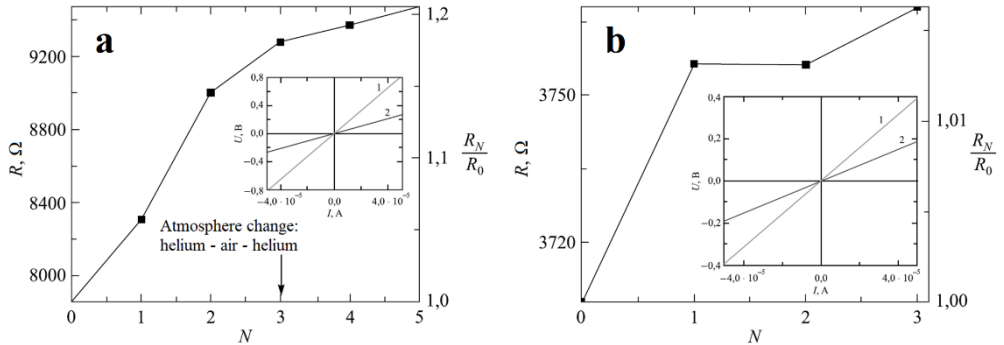 a
R, Ω
9200
8800
8400
8000
0
1
2
3
4
5
N
1,2
1,1
1,0
R_N
R_0
Atmosphere change:
helium - air - helium
U, B
0,8
0,4
0,0
−0,4
−0,8
−4,0 · 10⁻⁵
0,0
4,0 · 10⁻⁵
I, A
1
2
b
R, Ω
3750
3720
0
1
2
3
N
1,01
1,00
R_N
R_0
U, B
0,4
0,2
0,0
−0,2
−0,4
−4,0 · 10⁻⁵
0,0
4,0 · 10⁻⁵
I, A
1
2